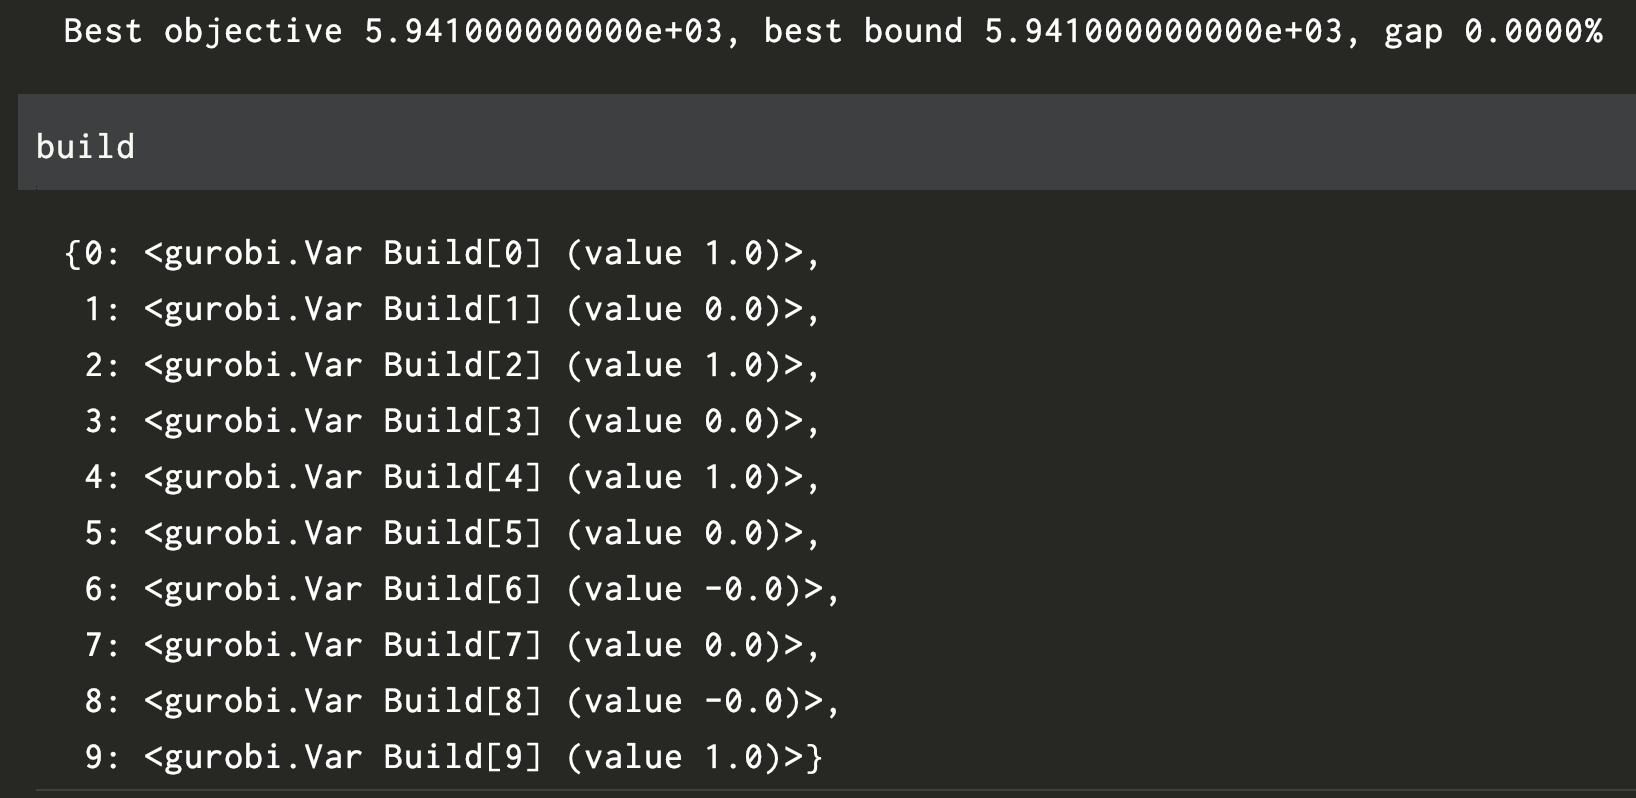 Best objective 5.941000000000e+03, best bound 5.941000000000e+03, gap 0.0000%
build
{0: <gurobi.Var Build[0] (value 1.0)>,
1: <gurobi.Var Build[1] (value 0.0)>,
2: <gurobi.Var Build[2] (value 1.0)>,
3: <gurobi.Var Build[3] (value 0.0)>,
4: <gurobi.Var Build[4] (value 1.0)>,
5: <gurobi.Var Build[5] (value 0.0)>,
6: <gurobi.Var Build[6] (value -0.0)>,
7: <gurobi.Var Build[7] (value 0.0)>,
8: <gurobi.Var Build[8] (value -0.0)>,
9: <gurobi.Var Build[9] (value 1.0)>}